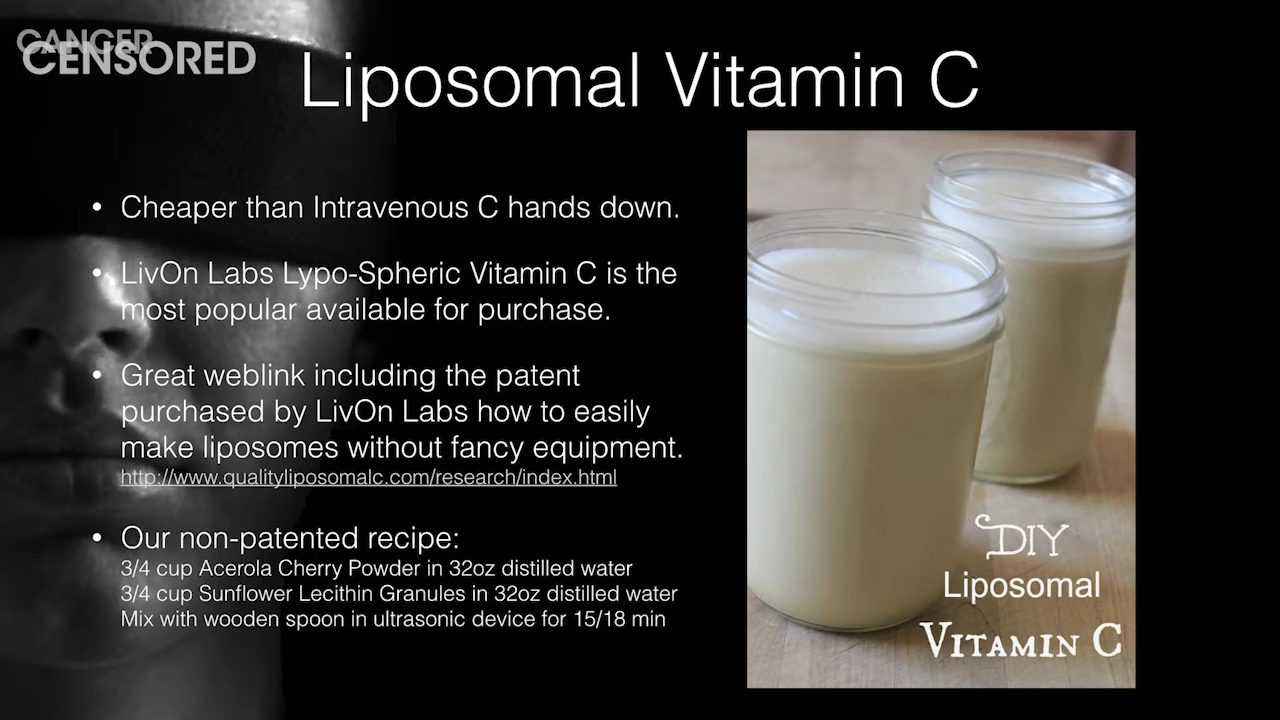 CANCER
CENSORED
Liposomal Vitamin C
• Cheaper than Intravenous C hands down.
• LivOn Labs Lypo-Spheric Vitamin C is the
most popular available for purchase.
• Great weblink including the patent
purchased by LivOn Labs how to easily
make liposomes without fancy equipment.
http://www.qualityliposomalc.com/research/index.html
• Our non-patented recipe:
3/4 cup Acerola Cherry Powder in 32oz distilled water
3/4 cup Sunflower Lecithin Granules in 32oz distilled water
Mix with wooden spoon in ultrasonic device for 15/18 min
DIY
Liposomal
VITAMIN C